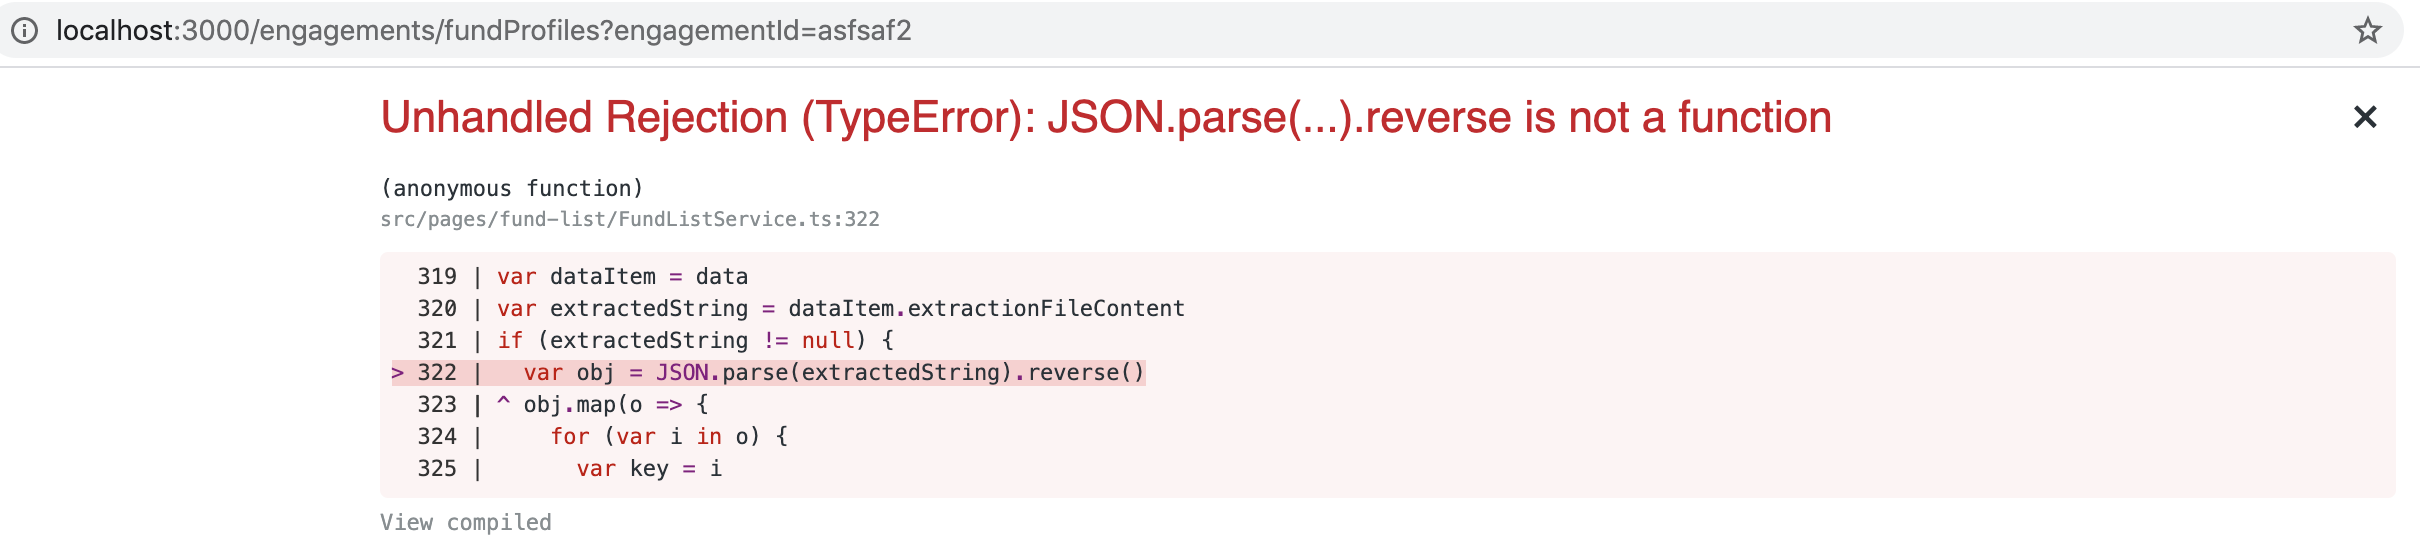 localhost:3000/engagements/fundProfiles?engagementId=asfsaf2
Unhandled Rejection (TypeError): JSON.parse(...).reverse is not a function
(anonymous function)
src/pages/fund-list/FundListService.ts:322
  319 | var dataItem = data
  320 | var extractedString = dataItem.extractionFileContent
  321 | if (extractedString != null) {
> 322 |   var obj = JSON.parse(extractedString).reverse()
  323 | ^ obj.map(o => {
  324 |     for (var i in o) {
  325 |       var key = i
View compiled